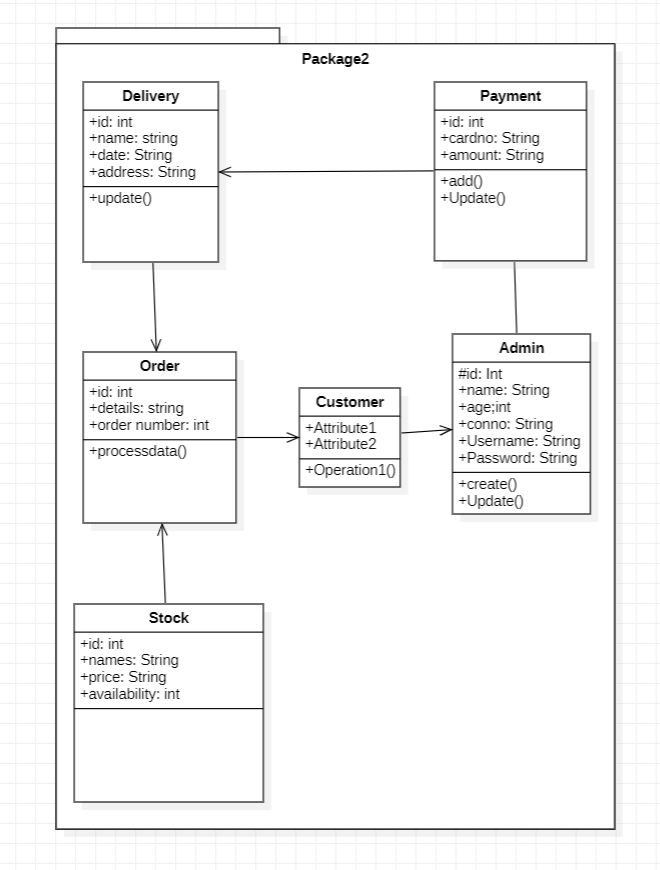 Package2
Delivery
+id: int
+name: string
+date: String
+address: String
+update()
Payment
+id: int
+cardno: String
+amount: String
+add()
+Update()
Order
+id: int
+details: string
+order number: int
+processdata()
Customer
+Attribute1
+Attribute2
+Operation1()
Admin
#id: Int
+name: String
+age;int
+conno: String
+Username: String
+Password: String
+create()
+Update()
Stock
+id: int
+names: String
+price: String
+availability: int